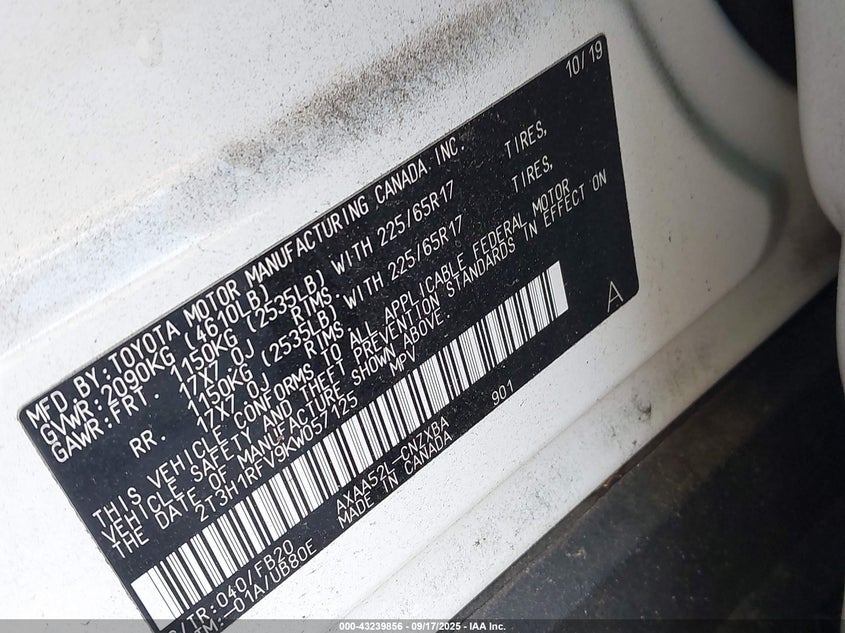 10/19
MFD. BY: TOYOTA MOTOR MANUFACTURING CANADA INC.
GVWR: 2090KG (4610LB)
GAWR: FRT. 1150KG (2535LB) WITH 225/65R17 TIRES,
17X7.0J RIMS.
RR. 1150KG (2535LB) WITH 225/65R17 TIRES,
17X7.0J RIMS.
THIS VEHICLE CONFORMS TO ALL APPLICABLE FEDERAL MOTOR
VEHICLE SAFETY AND THEFT PREVENTION STANDARDS IN EFFECT ON
THE DATE OF MANUFACTURE SHOWN ABOVE.
2T3H1RFV9KW057125 MPV
A
/TR: 040/FB20 AXAA52L-CNZXBA 901
TM: -01A/UB80E MADE IN CANADA
000-43239856 - 09/17/2025 - IAA Inc.